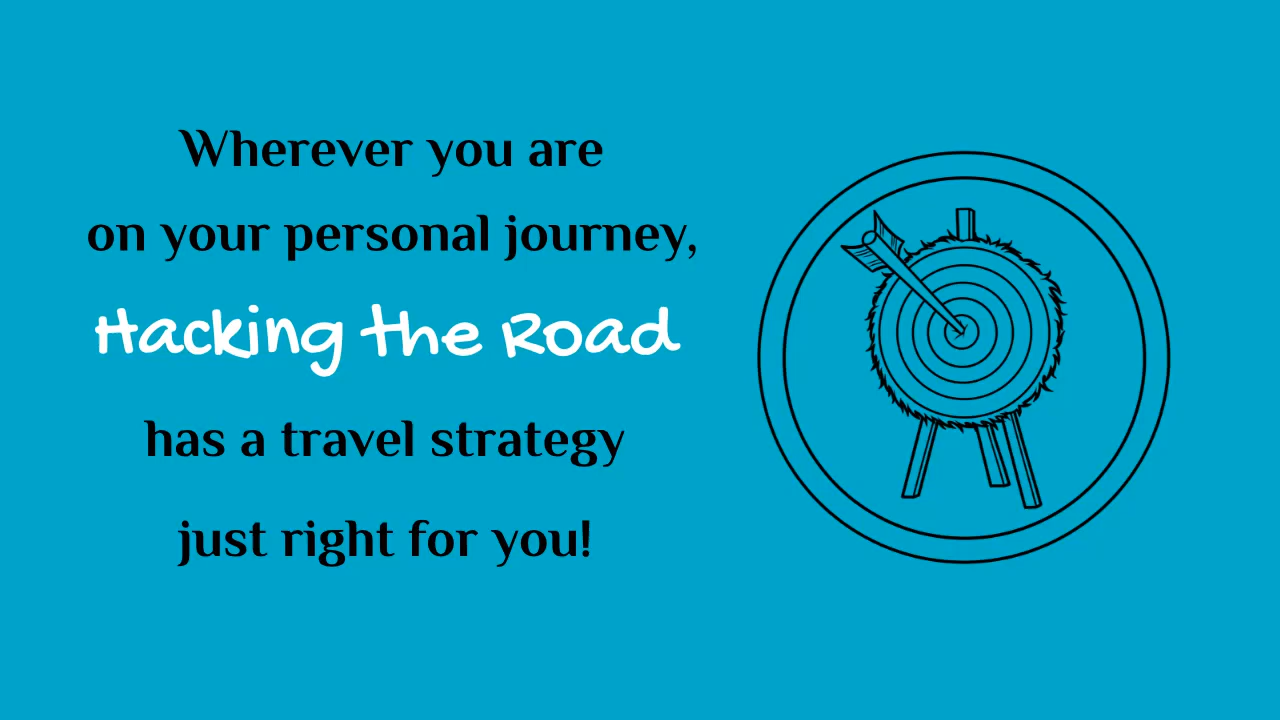 Wherever you are
on your personal journey,
Hacking the Road
has a travel strategy
just right for you!